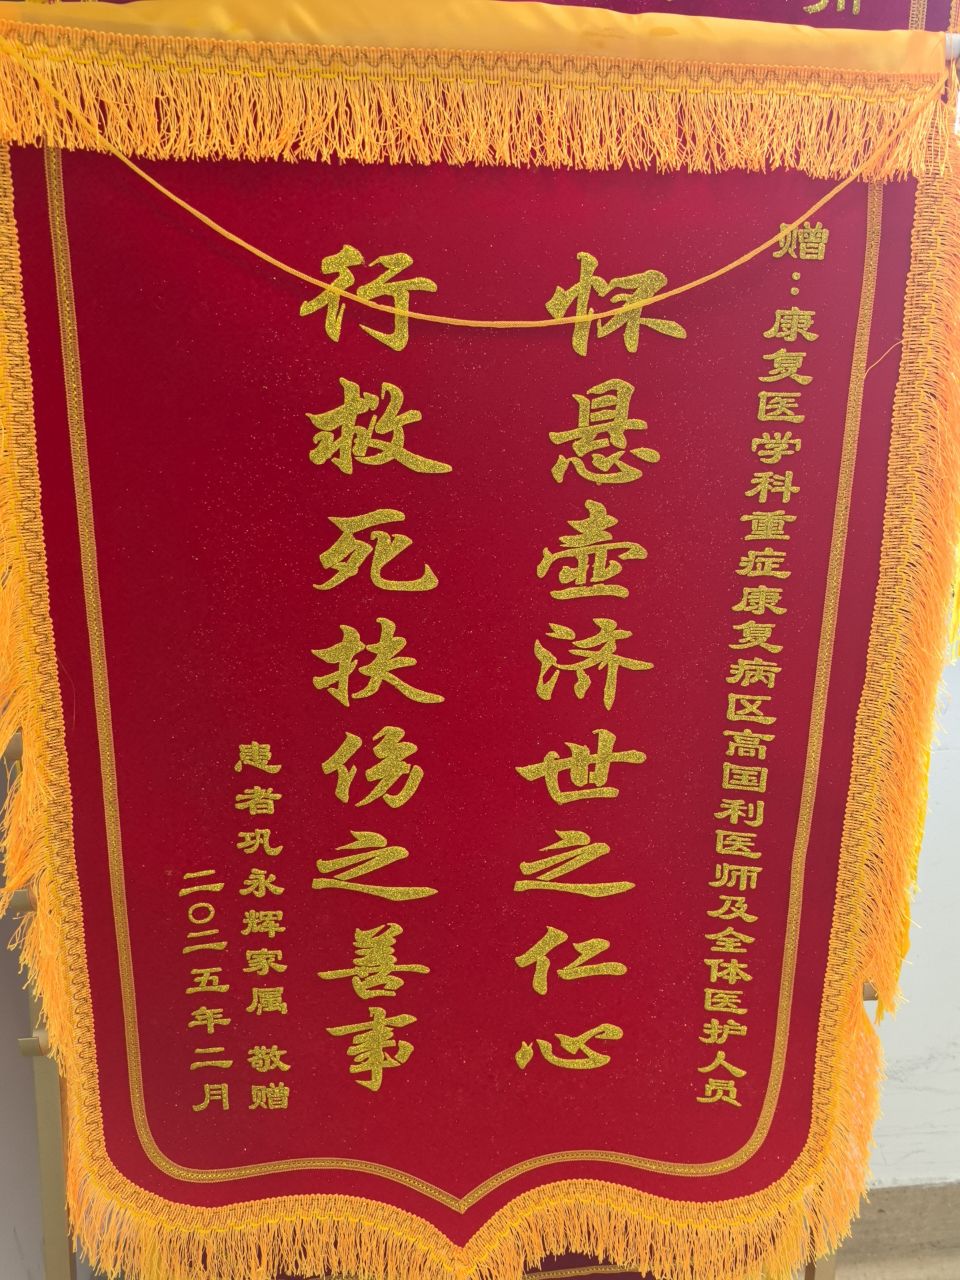 赠：康复医学科重症康复病区高国利医师及全体医护人员
怀悬壶济世之仁心
行救死扶伤之善事
患者巩永辉家属 敬赠
二〇二五年二月